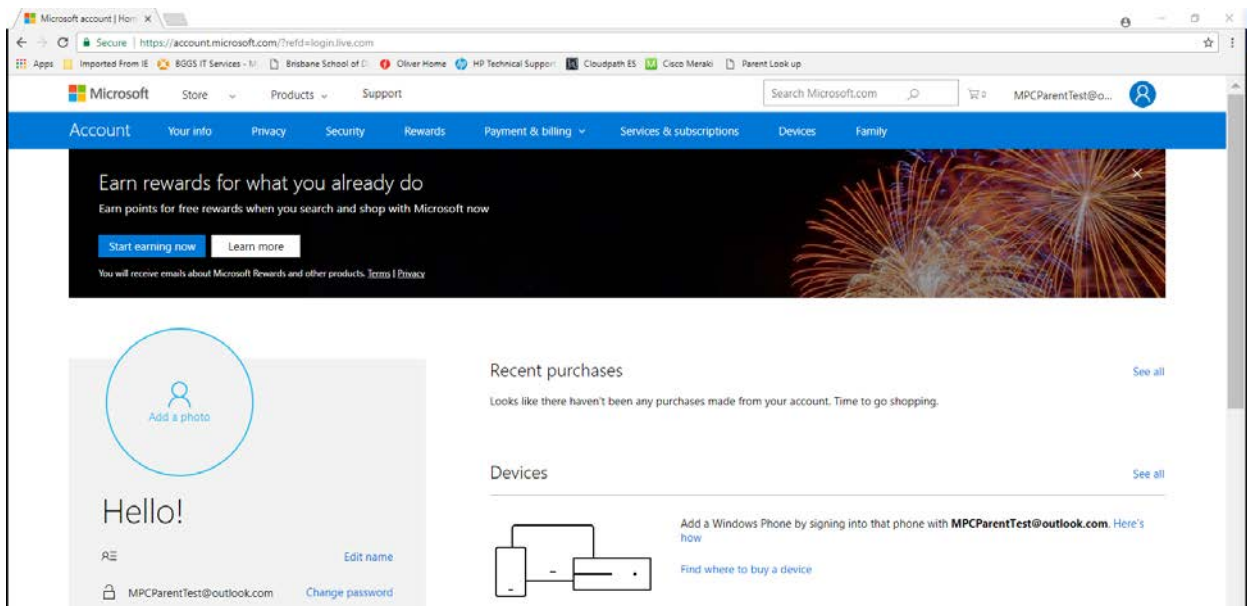 Microsoft account | Hom
Secure | https://account.microsoft.com/?refd=login.live.com
Apps Imported From IE BGGS IT Services - Brisbane School of D Oliver Home HP Technical Suppor Cloudpath ES Cisco Meraki Parent Look up
Microsoft Store Products Support Search Microsoft.com 0 MPCParentTest@o...
Account Your info Privacy Security Rewards Payment & billing Services & subscriptions Devices Family
Earn rewards for what you already do
Earn points for free rewards when you search and shop with Microsoft now
Start earning now Learn more
You will receive emails about Microsoft Rewards and other products. Terms | Privacy
Add a photo
Hello!
Edit name
MPCParentTest@outlook.com Change password
Recent purchases See all
Looks like there haven't been any purchases made from your account. Time to go shopping.
Devices See all
Add a Windows Phone by signing into that phone with MPCParentTest@outlook.com. Here's
how
Find where to buy a device